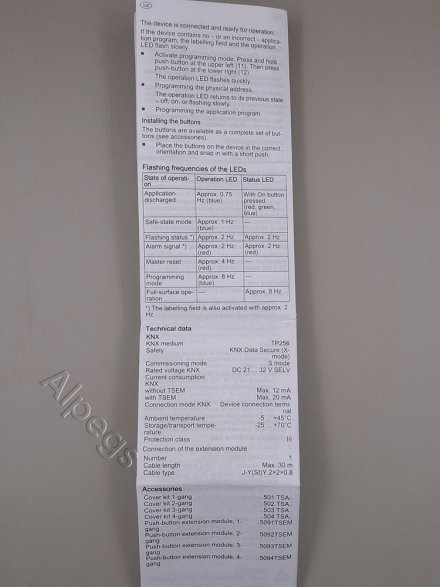 GB
The device is connected and ready for operation.
If the device contains no – or an incorrect – applica-
tion program, the labelling field and the operation
LED flash slowly.
■ Activate programming mode: Press and hold
push-button at the upper left (11). Then press
push-button at the lower right (12).
The operation LED flashes quickly.
■ Programming the physical address.
The operation LED returns to its previous state
– off, on, or flashing slowly.
■ Programming the application program.
Installing the buttons
The buttons are available as a complete set of but-
tons (see accessories).
■ Place the buttons on the device in the correct
orientation and snap in with a short push.
Flashing frequencies of the LEDs
State of operati-
on Operation LED Status LED
Application
discharged Approx. 0.75
Hz (blue) With On button
pressed
(red, green,
blue)
Safe-state mode Approx. 1 Hz
(blue) ---
Flashing status *) Approx. 2 Hz Approx. 2 Hz
Alarm signal *) Approx. 2 Hz
(red) Approx. 2 Hz
(red)
Master reset Approx. 4 Hz
(red) ---
Programming
mode Approx. 8 Hz
(blue) ---
Full-surface ope-
ration --- Approx. 8 Hz
*) The labelling field is also activated with approx. 2
Hz.
Technical data
KNX
KNX medium TP256
Safety KNX Data Secure (X-
mode)
Commissioning mode S mode
Rated voltage KNX DC 21 ... 32 V SELV
Current consumption
KNX
without TSEM Max. 12 mA
with TSEM Max. 20 mA
Connection mode KNX Device connection termi-
nal
Ambient temperature -5 ... +45°C
Storage/transport tempe-
rature -25 ... +70°C
Protection class III
Connection of the extension module
Number 1
Cable length Max. 30 m
Cable type J-Y(St)Y 2×2×0.8
Accessories
Cover kit 1-gang ..501 TSA..
Cover kit 2-gang ..502 TSA..
Cover kit 3-gang ..503 TSA..
Cover kit 4-gang ..504 TSA..
Push-button extension module, 1-
gang 5091TSEM
Push-button extension module, 2-
gang 5092TSEM
Push-button extension module, 3-
gang 5093TSEM
Push-button extension module, 4-
gang 5094TSEM
Alpegs